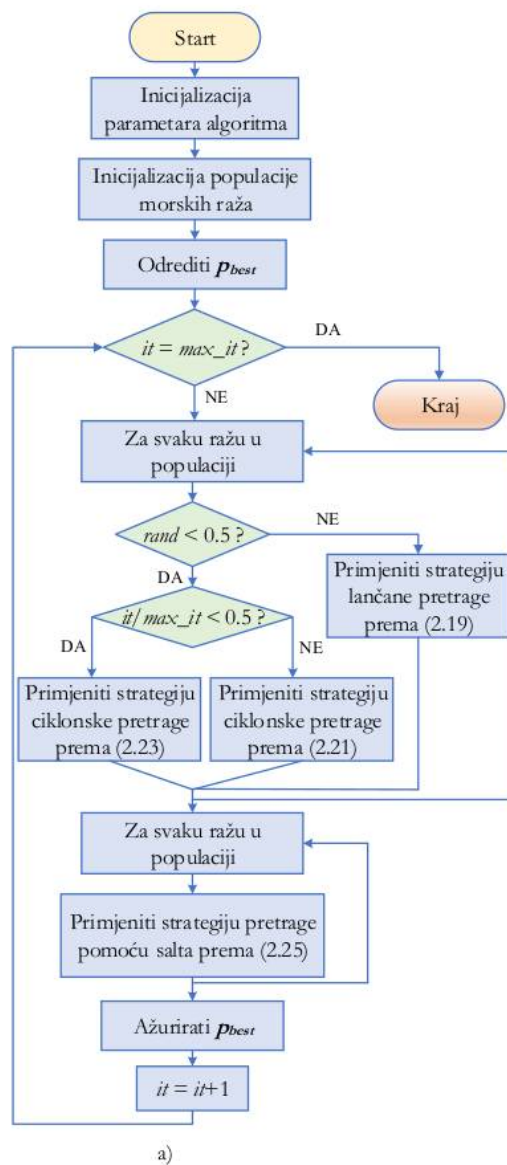 Start
Inicijalizacija
parametara algoritma
Inicijalizacija populacije
morskih raža
Odrediti p_best
it = max_it ?
DA
Kraj
NE
Za svaku ražu u
populaciji
rand < 0.5 ?
NE
DA
Primjeniti strategiju
lančane pretrage
prema (2.19)
it/max_it < 0.5 ?
DA
NE
Primjeniti strategiju
ciklonske pretrage
prema (2.23)
Primjeniti strategiju
ciklonske pretrage
prema (2.21)
Za svaku ražu u
populaciji
Primjeniti strategiju pretrage
pomoću salta prema (2.25)
Ažurirati p_best
it = it+1
a)